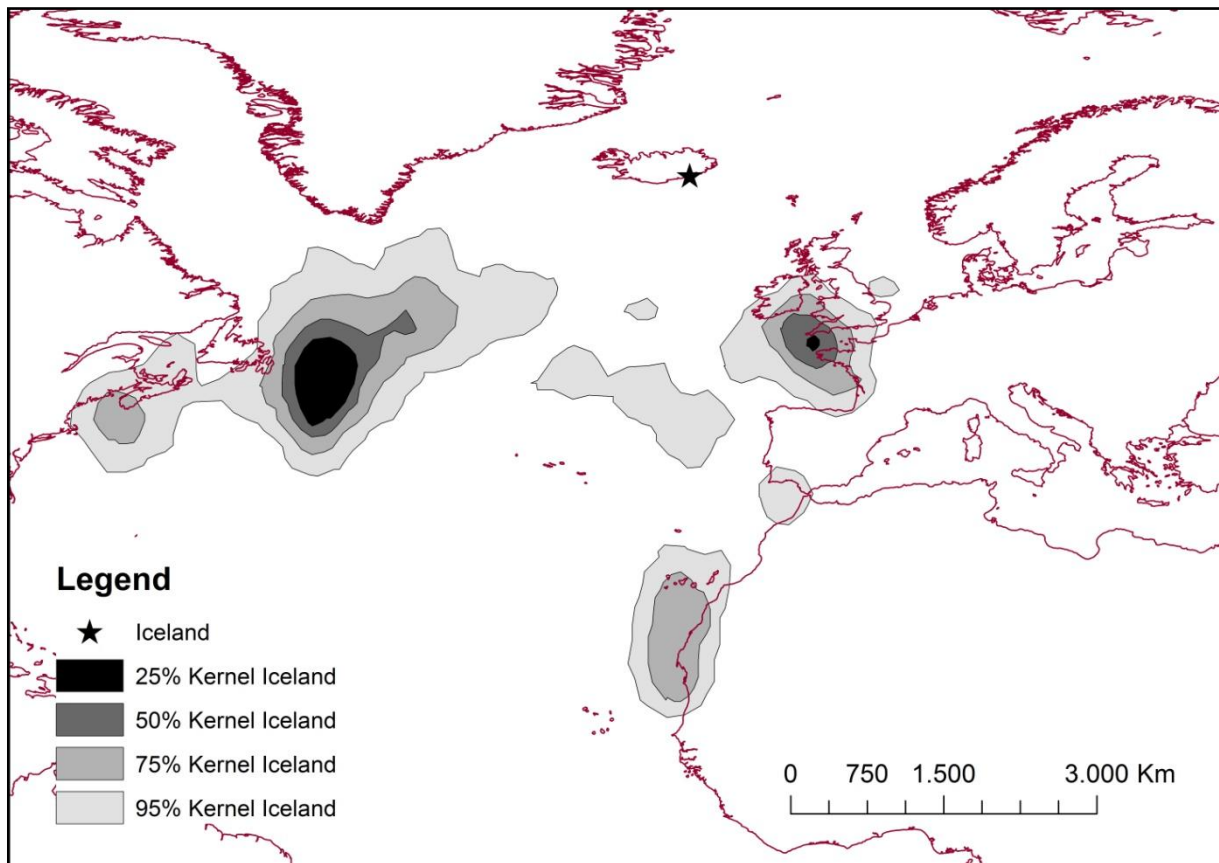 Legend
Iceland
25% Kernel Iceland
50% Kernel Iceland
75% Kernel Iceland
95% Kernel Iceland
0 750 1.500 3.000 Km